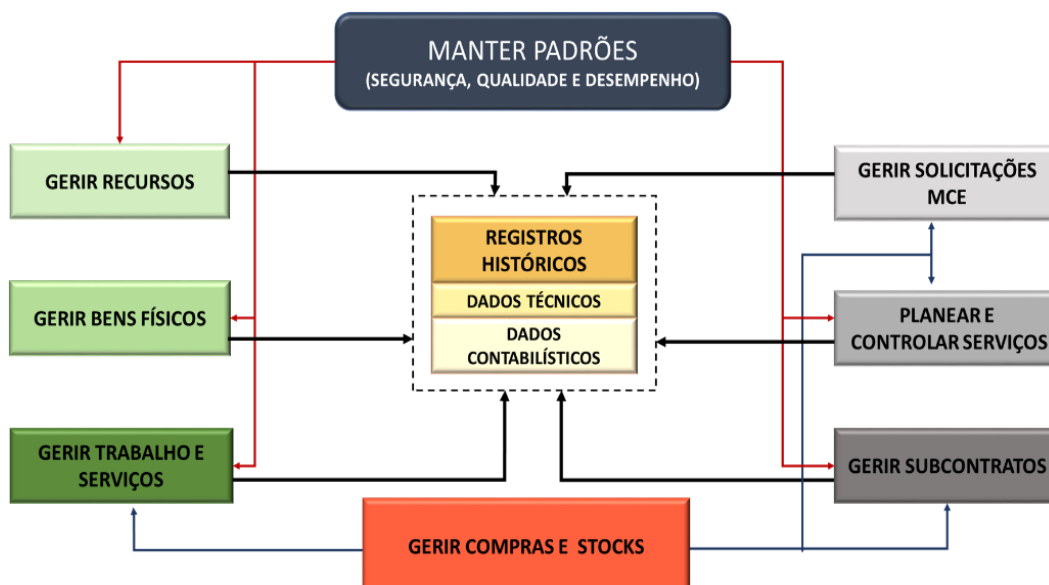 MANTER PADRÕES
(SEGURANÇA, QUALIDADE E DESEMPENHO)
GERIR RECURSOS
GERIR SOLICITAÇÕES
MCE
REGISTROS
HISTÓRICOS
DADOS TÉCNICOS
DADOS
CONTABILÍSTICOS
GERIR BENS FÍSICOS
PLANEAR E
CONTROLAR SERVIÇOS
GERIR TRABALHO E
SERVIÇOS
GERIR SUBCONTRATOS
GERIR COMPRAS E STOCKS